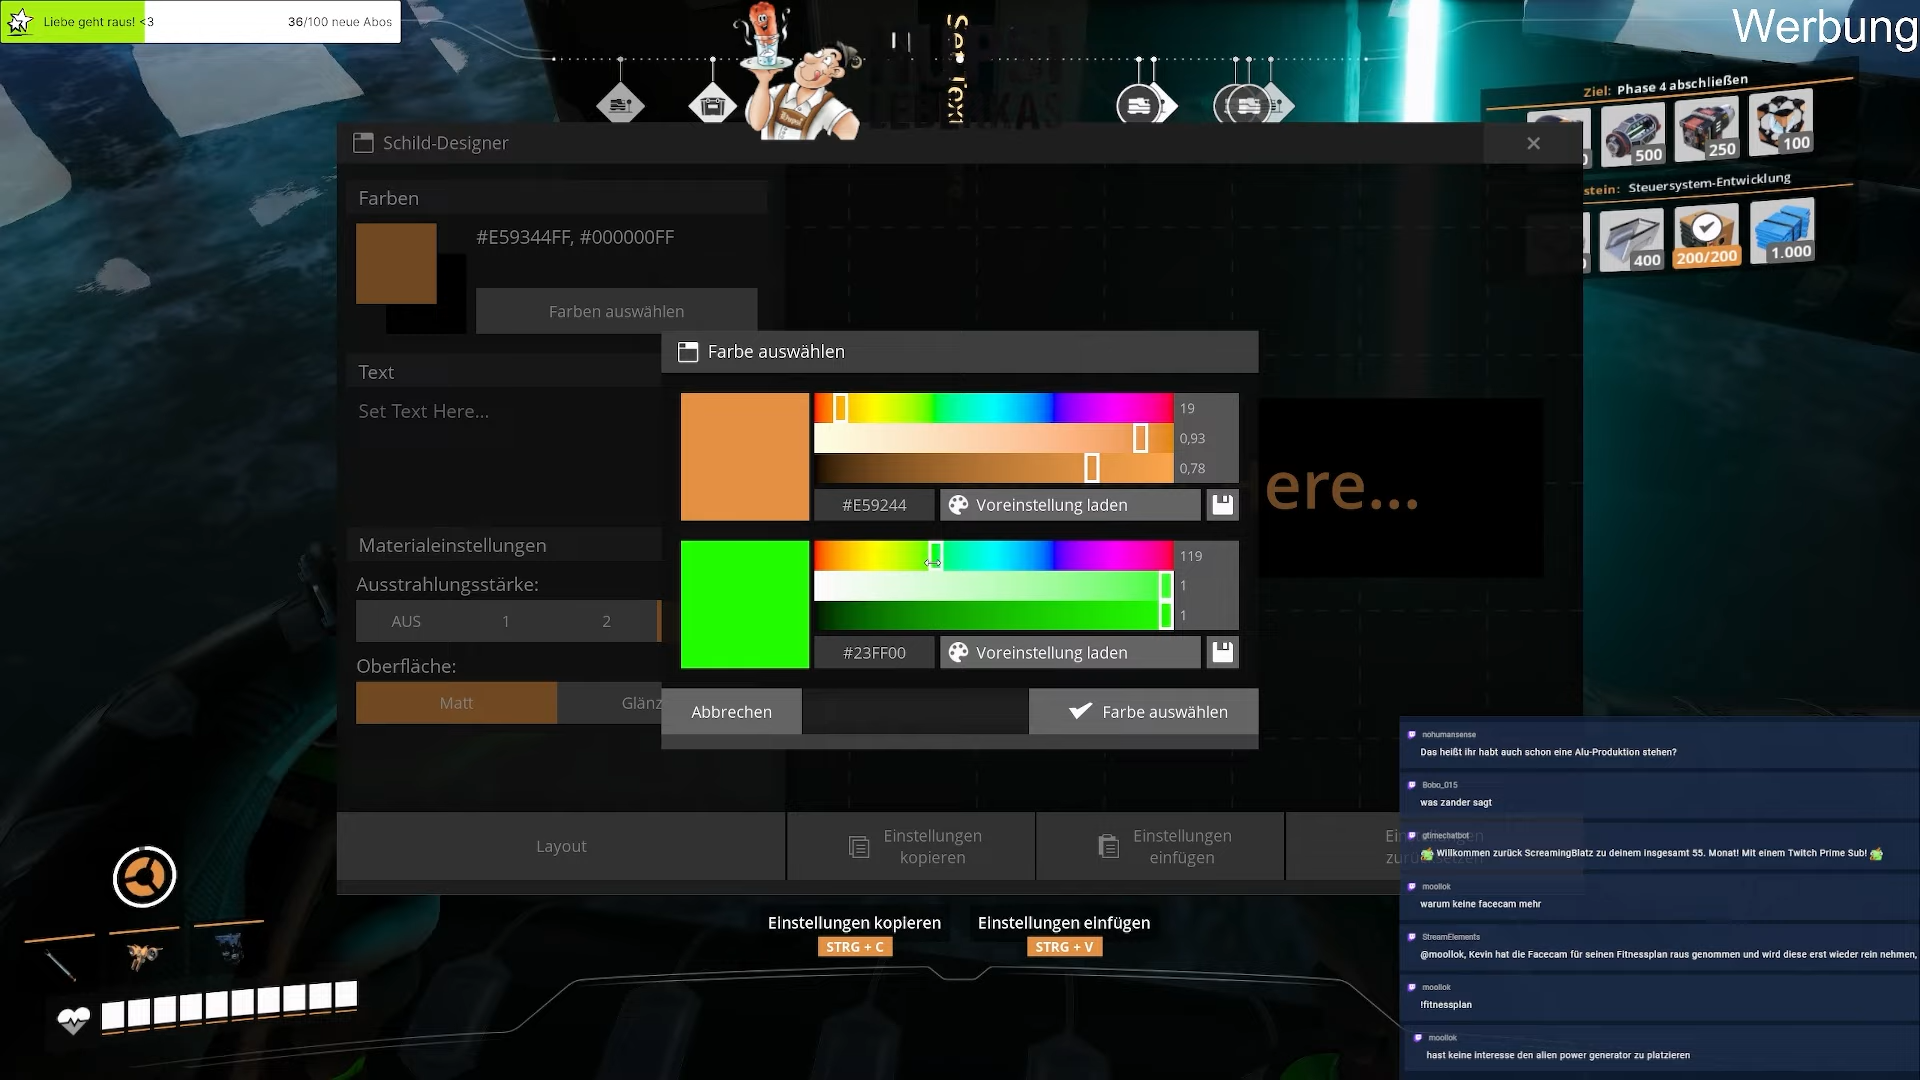 Liebe geht raus! <3
36/100 neue Abos
Werbung
Ziel: Phase 4 abschließen
500
250
100
Steuersystem-Entwicklung
400
200/200
1.000
Schild-Designer
Farben
#E59344FF, #000000FF
Farben auswählen
Text
Set Text Here...
Materialeinstellungen
Ausstrahlungsstärke:
AUS
1
2
Oberfläche:
Matt
Farbe auswählen
19
0,93
0,78
#E59244
Voreinstellung laden
119
1
1
#23FF00
Voreinstellung laden
Abbrechen
Farbe auswählen
ere...
Layout
Einstellungen
kopieren
Einstellungen
einfügen
Einstellungen kopieren
STRG + C
Einstellungen einfügen
STRG + V
nohumansense
Das heißt ihr habt auch schon eine Alu-Produktion stehen?
Bobo_015
was zander sagt
gtimechatbot
Willkommen zurück ScreamingBlatz zu deinem insgesamt 55. Monat! Mit einem Twitch Prime Sub!
moollok
warum keine facecam mehr
StreamElements
@moollok, Kevin hat die Facecam für seinen Fitnessplan raus genommen und wird diese erst wieder rein nehmen,
moollok
!fitnessplan
moollok
hast keine interesse den alien power generator zu platzieren